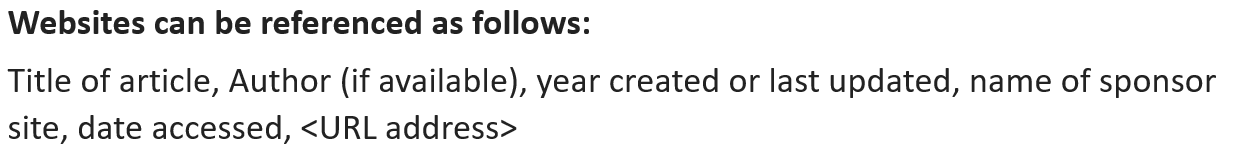 Websites can be referenced as follows:
Title of article, Author (if available), year created or last updated, name of sponsor
site, date accessed, <URL address>